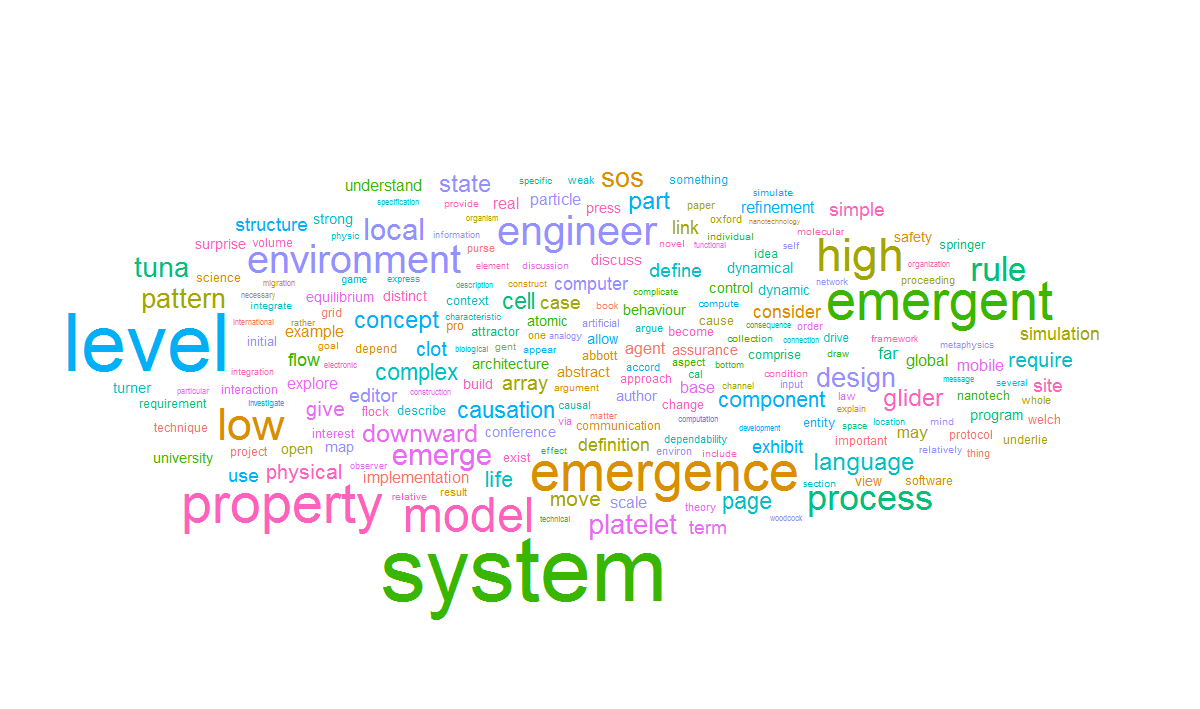 understand
state
specific
weak
sos
something
specification
provide
real
particle
press
part
paper
simulate
refinement
simple
structure
strong
organism
local
engineer
link
oxford
nanotechnology
molecular
surprise
volume
physic
information
purse
novel
functional
individual
self
high
safety
springer
tuna
science
migration
environment
element
discussion
discuss
define
idea
dynamical
organization
rule
pattern
necessary
integrate
game
express
description
construct
computer
complicate
control
dynamic
network
proceeding
emergent
equilibrium
distinct
context
cell
case
book
behaviour
compute
consider
level
international
grid
rather
concept
characteristic
pro
atomic
artificial
argue
cause
become
consequence
order
simulation
initial
example
goal
attractor
one
analogy
allow
collection
connection
drive
framework
metaphysics
depend
clot
biological
gent
appear
abbott
agent
assurance
comprise
draw
far
global
mobile
require
integration
flow
electronic
complex
architecture
accord
aspect
bottom
condition
message
several
turner
particular
interaction
explore
build
array
abstract
approach
cal
base
channel
input
design
glider
nanotech
site
whole
requirement
investigate
give
editor
flock
describe
construction
causation
argument
causal
author
change
component
law
explain
location
mind
program
welch
low
technique
interest
downward
conference
via
matter
communication
computation
development
entity
space
may
protocol
university
project
open
map
emerge
exist
effect
definition
environ
dependability
include
exhibit
important
relatively
thing
underlie
use
physical
observer
implementation
life
emergence
language
section
view
software
property
relative
result
model
technical
move
scale
theory
page
process
platelet
term
woodcock
system